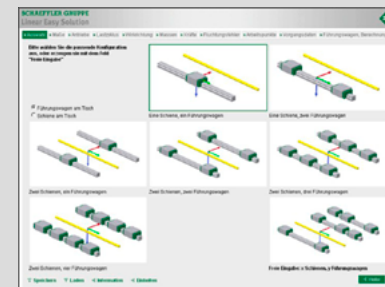 SCHAEFFLER GRUPPE
Linear Easy Solution
Bitte wählen Sie die passende Konfiguration
aus, oder erzeugen sie mit dem Feld
"Freie Eingabe"
Führungswagen am Tisch
Schiene am Tisch
Eine Schiene, ein Führungswagen
Eine Schiene, zwei Führungswagen
Zwei Schienen, ein Führungswagen
Zwei Schienen, zwei Führungswagen
Zwei Schienen, drei Führungswagen
Zwei Schienen, vier Führungswagen
Freie Eingabe: x Schienen, y Führungswagen
Speichern Laden Information Einheiten